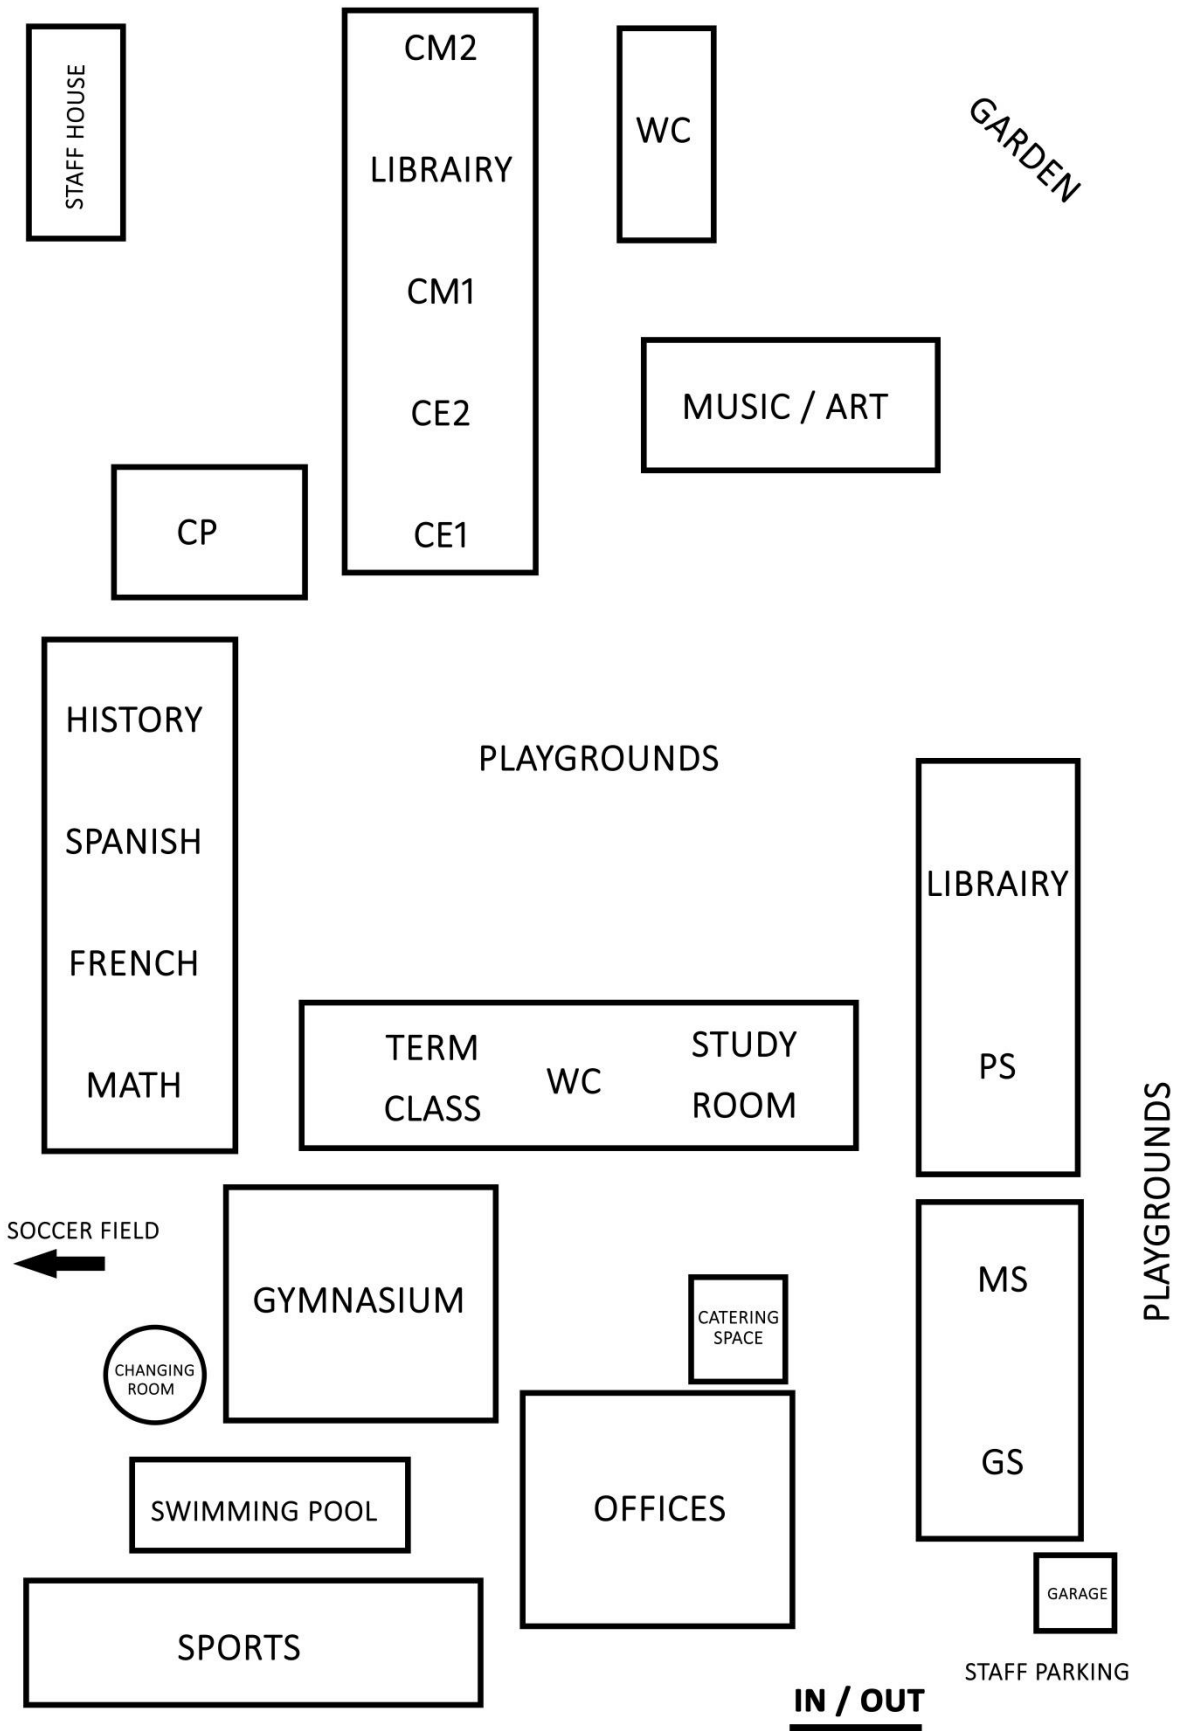 STAFF HOUSE
CM2
LIBRAIRY
CM1
CE2
CE1
WC
GARDEN
MUSIC / ART
CP
HISTORY
SPANISH
FRENCH
MATH
PLAYGROUNDS
LIBRAIRY
PS
TERM
CLASS
WC
STUDY
ROOM
PLAYGROUNDS
SOCCER FIELD
GYMNASIUM
CATERING
SPACE
MS
GS
CHANGING
ROOM
SWIMMING POOL
OFFICES
SPORTS
GARAGE
STAFF PARKING
IN / OUT